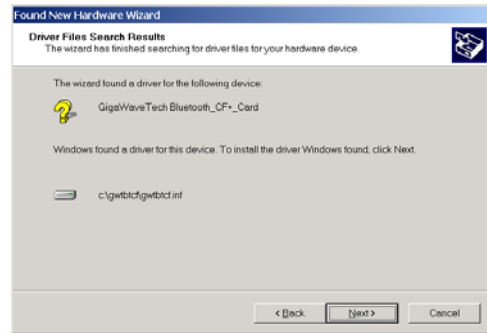 Found New Hardware Wizard
Driver Files Search Results
The wizard has finished searching for driver files for your hardware device.
The wizard found a driver for the following device:
GigaWaveTech Bluetooth_CF+_Card
Windows found a driver for this device. To install the driver Windows found, click Next.
c:\gwtbtcf\gwtbtcf.inf
< Back Next > Cancel